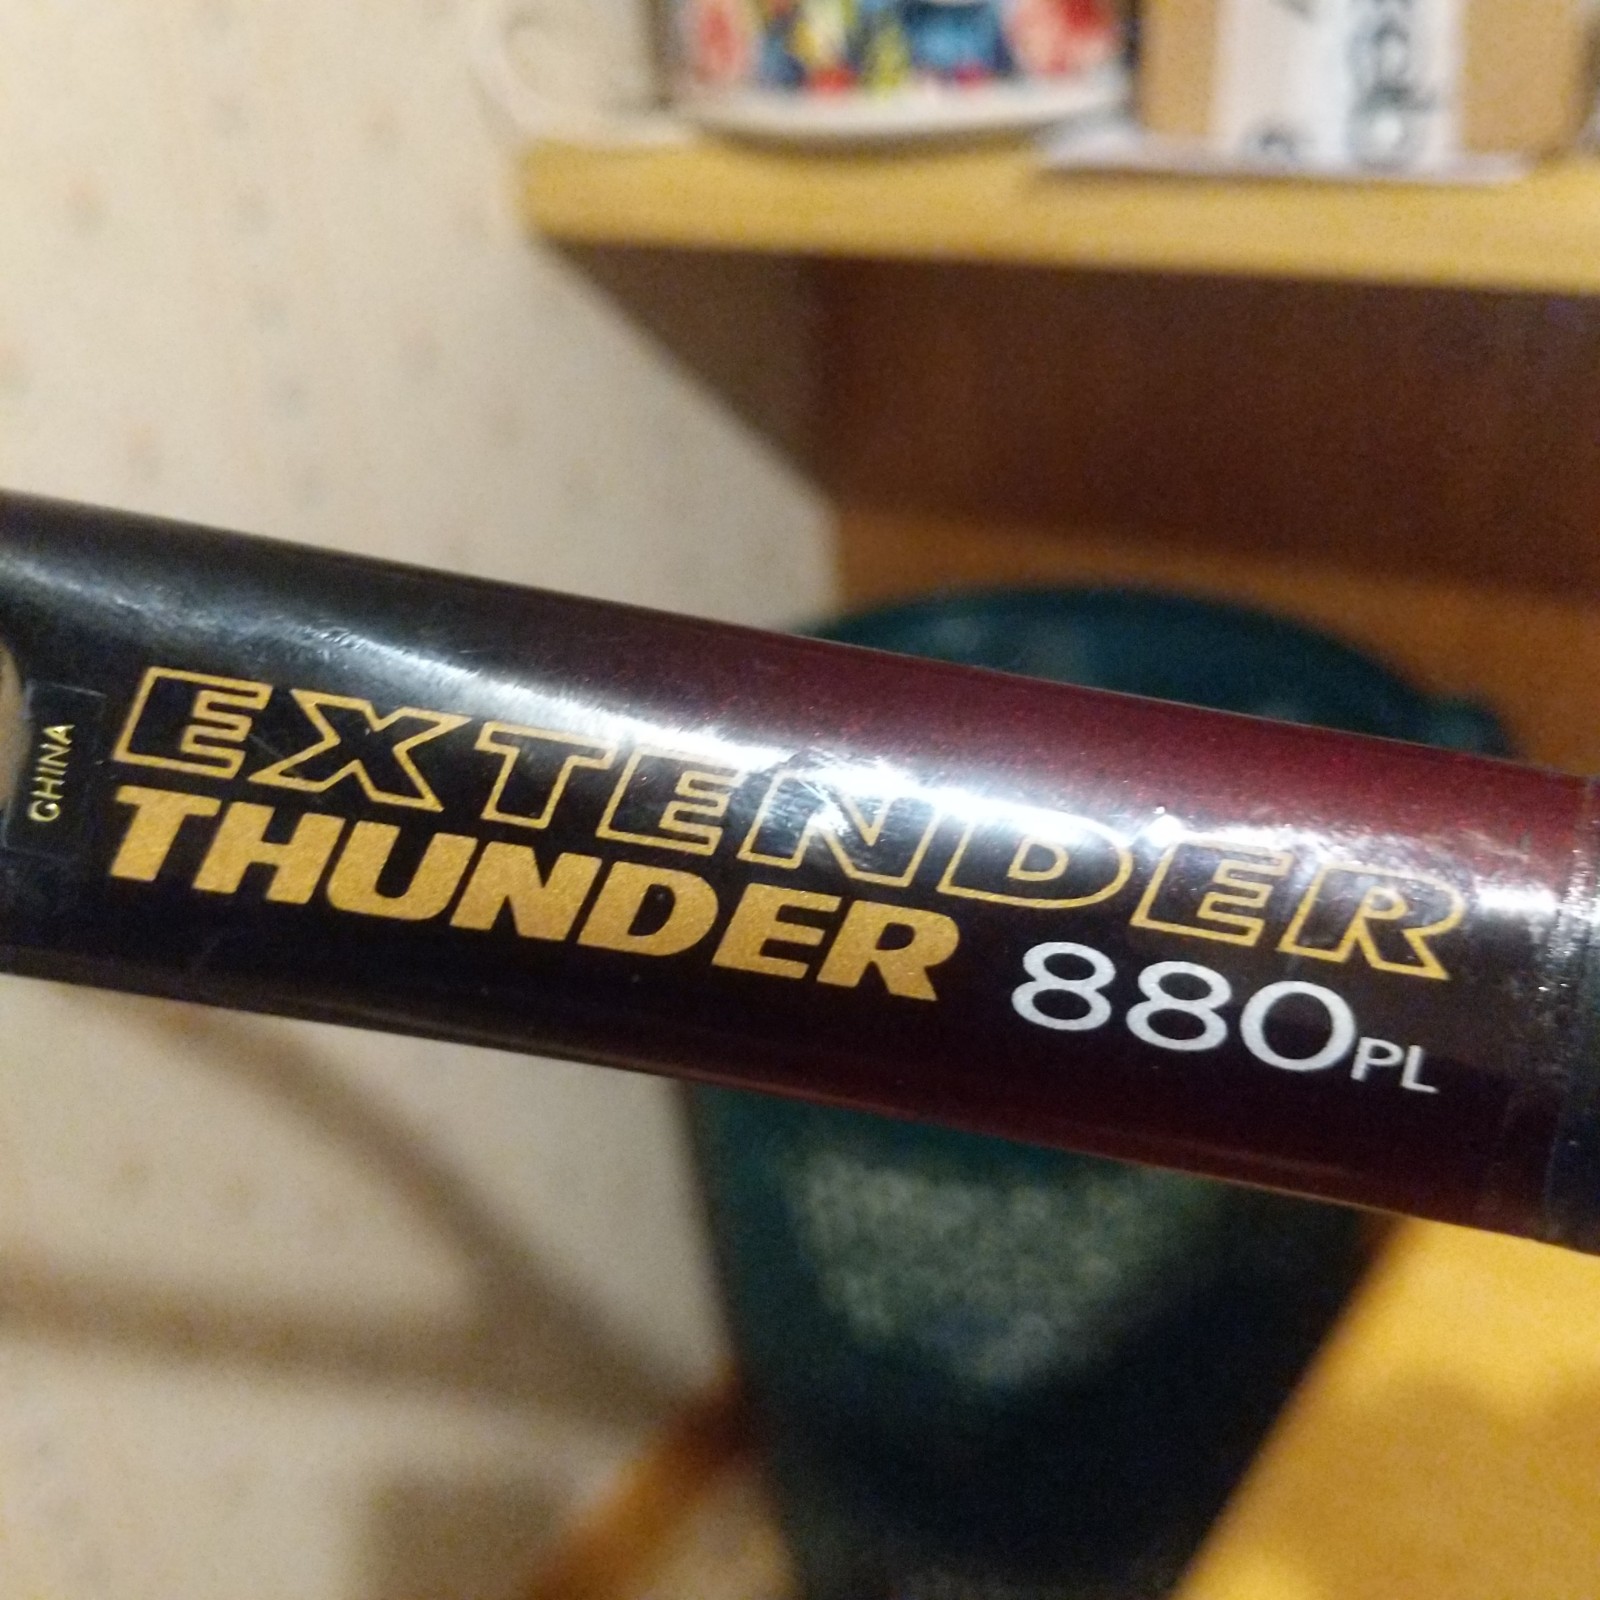 CHINA
EXTENDER
THUNDER 880PL